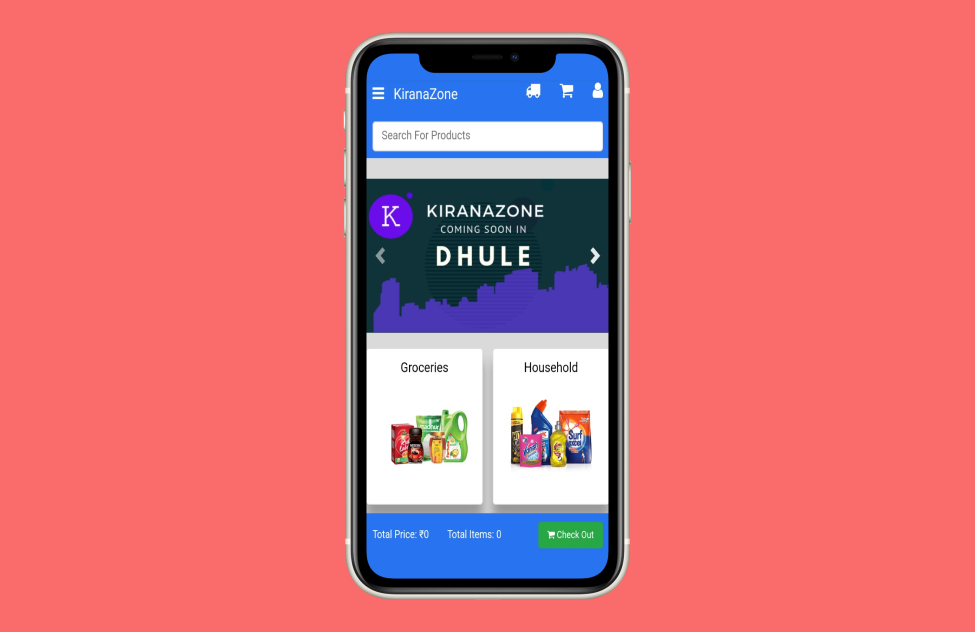 KiranaZone
Search For Products
K
KIRANAZONE
COMING SOON IN
DHULE
Groceries
Household
Surf
Total Price: ₹0
Total Items: 0
Check Out